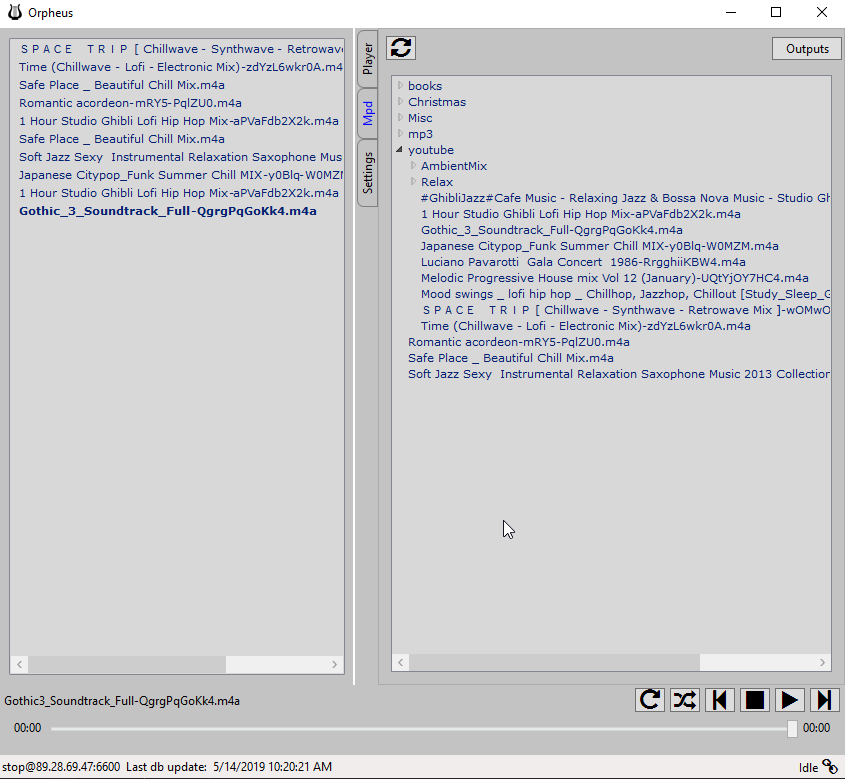 Orpheus
S P A C E   T R I P [ Chillwave - Synthwave - Retrowave
Time (Chillwave - Lofi - Electronic Mix)-zdYzL6wkr0A.m4
Safe Place _ Beautiful Chill Mix.m4a
Romantic acordeon-mRY5-PqlZU0.m4a
1 Hour Studio Ghibli Lofi Hip Hop Mix-aPVaFdb2X2k.m4a
Safe Place _ Beautiful Chill Mix.m4a
Soft Jazz Sexy  Instrumental Relaxation Saxophone Mus
Japanese Citypop_Funk Summer Chill MIX-y0Blq-W0MZ
1 Hour Studio Ghibli Lofi Hip Hop Mix-aPVaFdb2X2k.m4a
Gothic_3_Soundtrack_Full-QgrgPqGoKk4.m4a
Player
Mpd
Settings
Outputs
books
Christmas
Misc
mp3
youtube
AmbientMix
Relax
#GhibliJazz#Cafe Music - Relaxing Jazz & Bossa Nova Music - Studio Gh
1 Hour Studio Ghibli Lofi Hip Hop Mix-aPVaFdb2X2k.m4a
Gothic_3_Soundtrack_Full-QgrgPqGoKk4.m4a
Japanese Citypop_Funk Summer Chill MIX-y0Blq-W0MZM.m4a
Luciano Pavarotti  Gala Concert  1986-RrgghiiKBW4.m4a
Melodic Progressive House mix Vol 12 (January)-UQtYjOY7HC4.m4a
Mood swings _ lofi hip hop _ Chillhop, Jazzhop, Chillout [Study_Sleep_G
S P A C E   T R I P [ Chillwave - Synthwave - Retrowave Mix ]-wOMwO
Time (Chillwave - Lofi - Electronic Mix)-zdYzL6wkr0A.m4a
Romantic acordeon-mRY5-PqlZU0.m4a
Safe Place _ Beautiful Chill Mix.m4a
Soft Jazz Sexy  Instrumental Relaxation Saxophone Music 2013 Collection
Gothic3_Soundtrack_Full-QgrgPqGoKk4.m4a
00:00
00:00
stop@89.28.69.47:6600  Last db update:  5/14/2019 10:20:21 AM
Idle